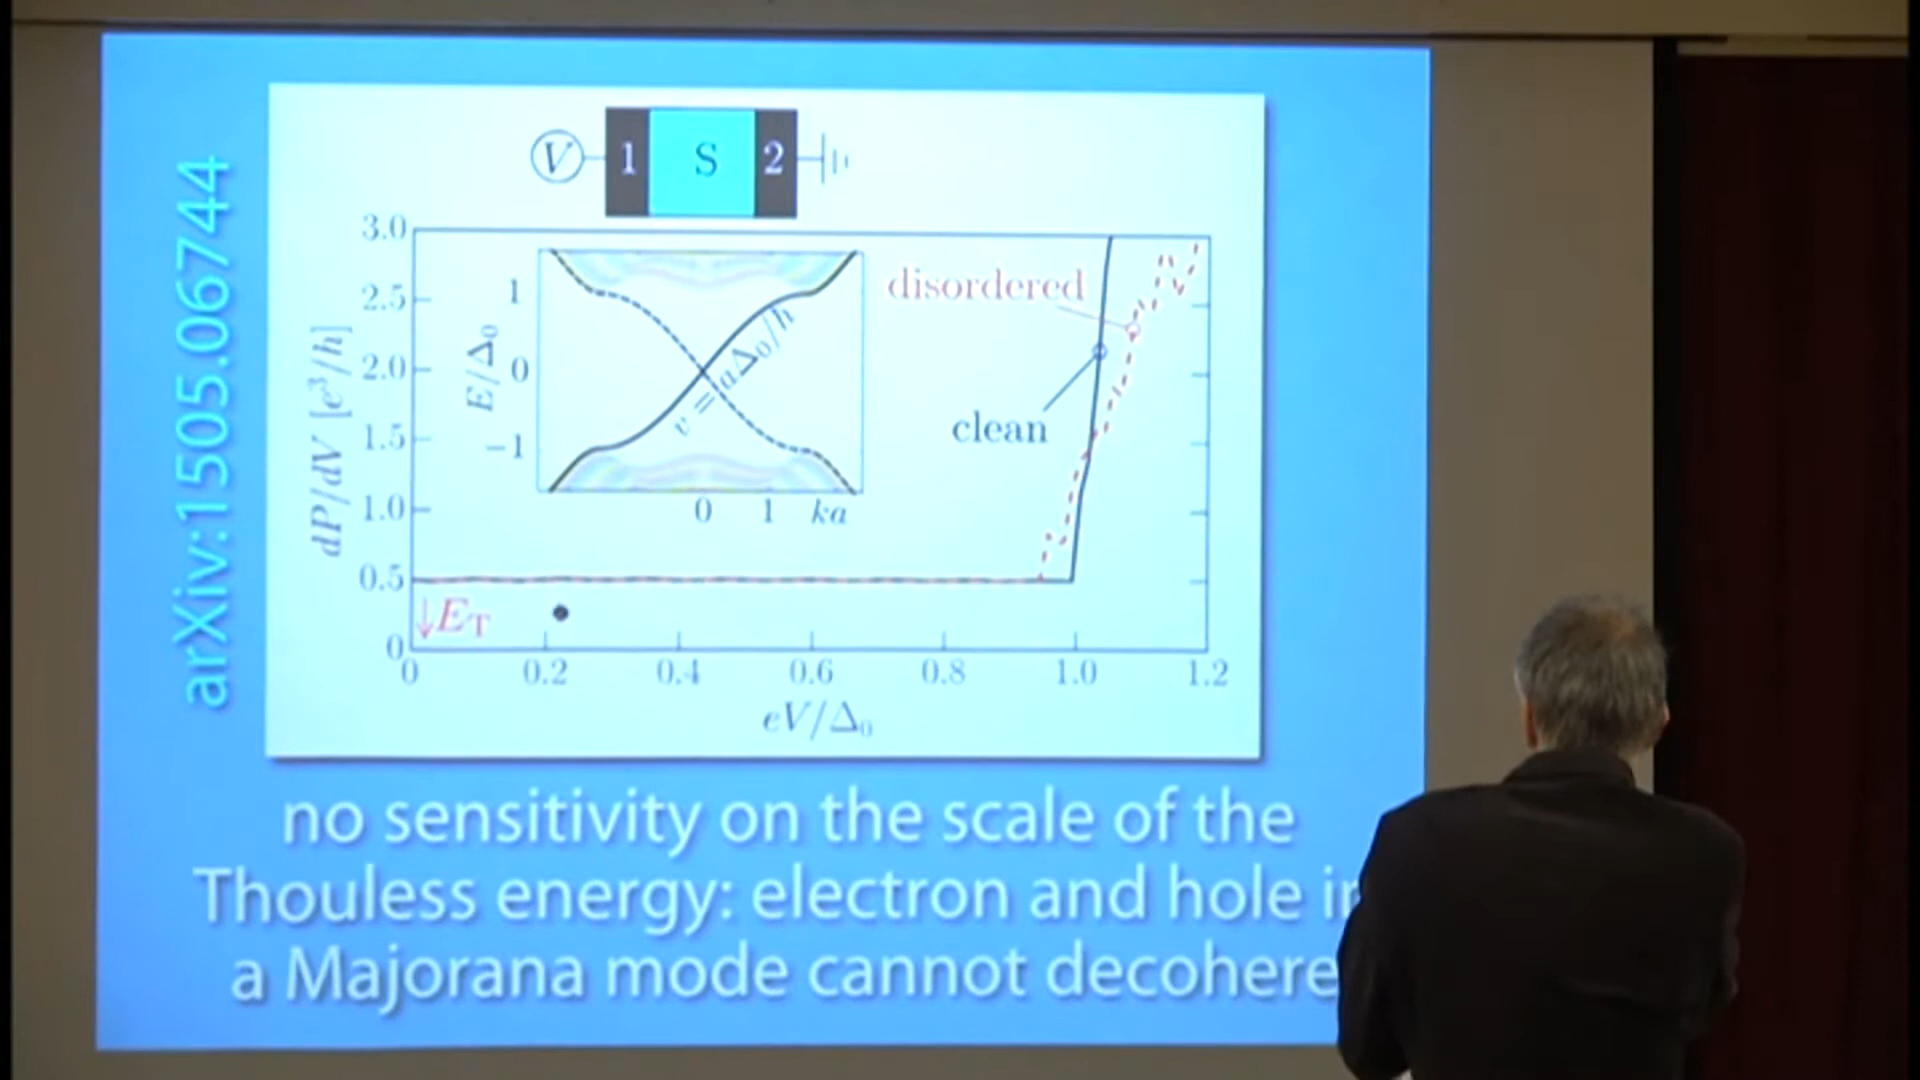 arXiv:1505.06744
V 1 S 2
3.0
2.5
2.0
1.5
1.0
0.5
0
dP/dV [e³/h]
0 0.2 0.4 0.6 0.8 1.0 1.2
eV/Δ₀
↓E_T
1
0
−1
E/Δ₀
0 1 ka
v = aΔ₀/ħ
disordered
clean
no sensitivity on the scale of the
Thouless energy: electron and hole in
a Majorana mode cannot decohere